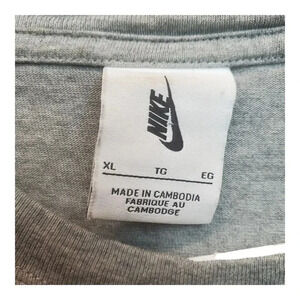 NIKE
XL TG EG
MADE IN CAMBODIA
FABRIQUE AU
CAMBODGE